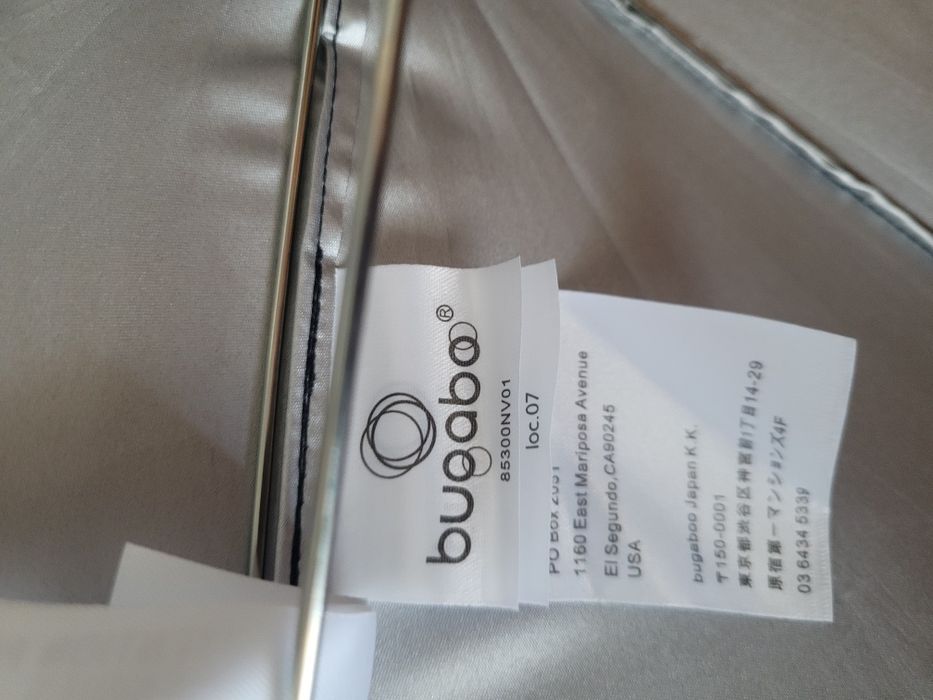 bugaboo®
85300NV01
loc.07
PO Box
1160 East Mariposa Avenue
El Segundo,CA90245
USA
bugaboo Japan K.K.
〒150-0001
東京都渋谷区神宮前1丁目14-29
原宿第一マンションズ4F
03 6434 5339